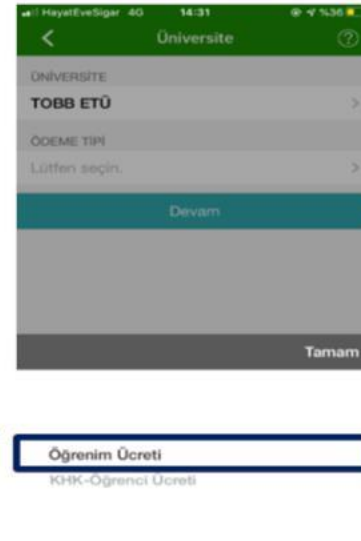 HayatEveSigar 4G 14:31 %36
Üniversite
ÜNİVERSİTE
TOBB ETÜ
ÖDEME TİPİ
Lütfen seçin.
Devam
Tamam
Öğrenim Ücreti
KHK-Öğrenci Ücreti